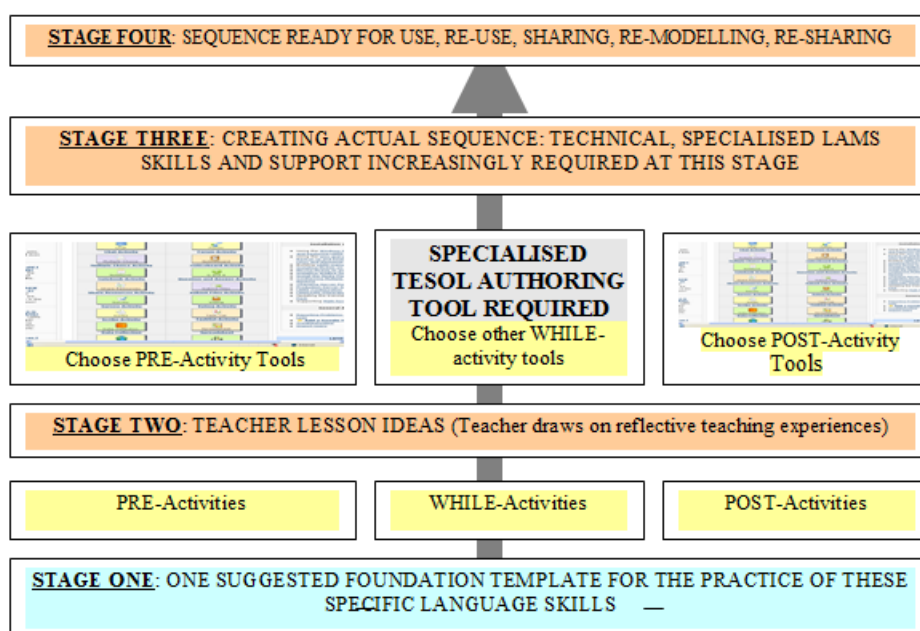 STAGE FOUR: SEQUENCE READY FOR USE, RE-USE, SHARING, RE-MODELLING, RE-SHARING
STAGE THREE: CREATING ACTUAL SEQUENCE: TECHNICAL, SPECIALISED LAMS
SKILLS AND SUPPORT INCREASINGLY REQUIRED AT THIS STAGE
Choose PRE-Activity Tools
SPECIALISED
TESOL AUTHORING
TOOL REQUIRED
Choose other WHILE-
activity tools
Choose POST-Activity
Tools
STAGE TWO: TEACHER LESSON IDEAS (Teacher draws on reflective teaching experiences)
PRE-Activities
WHILE-Activities
POST-Activities
STAGE ONE: ONE SUGGESTED FOUNDATION TEMPLATE FOR THE PRACTICE OF THESE
SPECIFIC LANGUAGE SKILLS